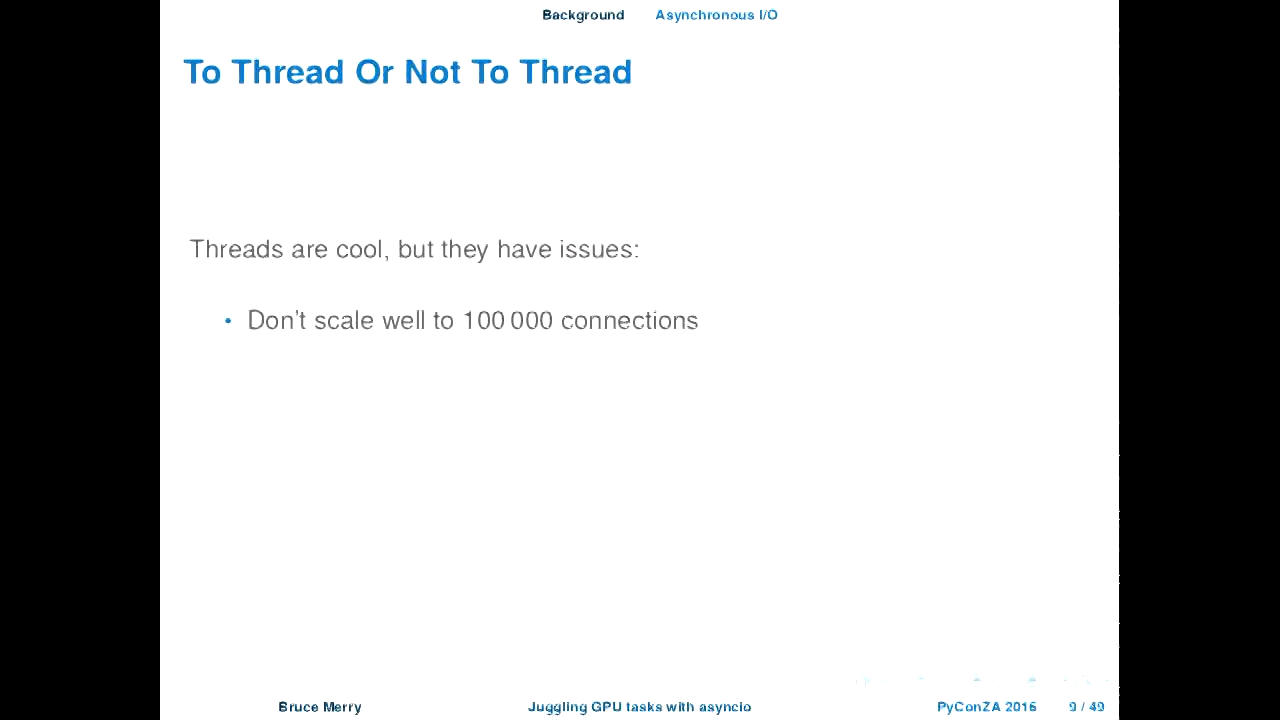 Background Asynchronous I/O
To Thread Or Not To Thread
Threads are cool, but they have issues:
• Don't scale well to 100 000 connections
Bruce Merry Juggling GPU tasks with asyncio PyConZA 2016 9 / 49